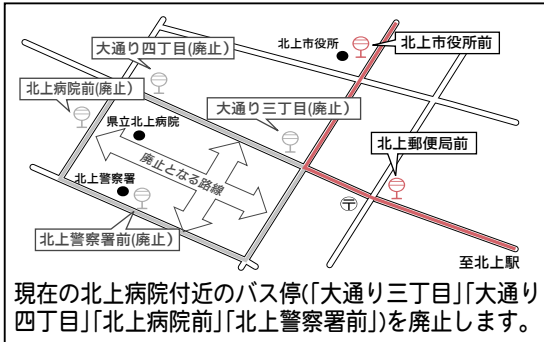 大通り四丁目(廃止)
北上市役所
北上市役所前
北上病院前(廃止)
大通り三丁目(廃止)
県立北上病院
北上郵便局前
廃止となる路線
北上警察署
〒
北上警察署前(廃止)
至北上駅
現在の北上病院付近のバス停(「大通り三丁目」「大通り
四丁目」「北上病院前」「北上警察署前」)を廃止します。